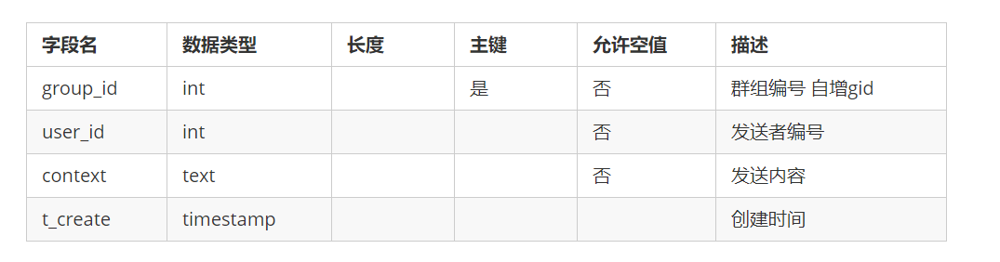 字段名 数据类型 长度 主键 允许空值 描述
group_id int 是 否 群组编号 自增gid
user_id int 否 发送者编号
context text 否 发送内容
t_create timestamp 创建时间